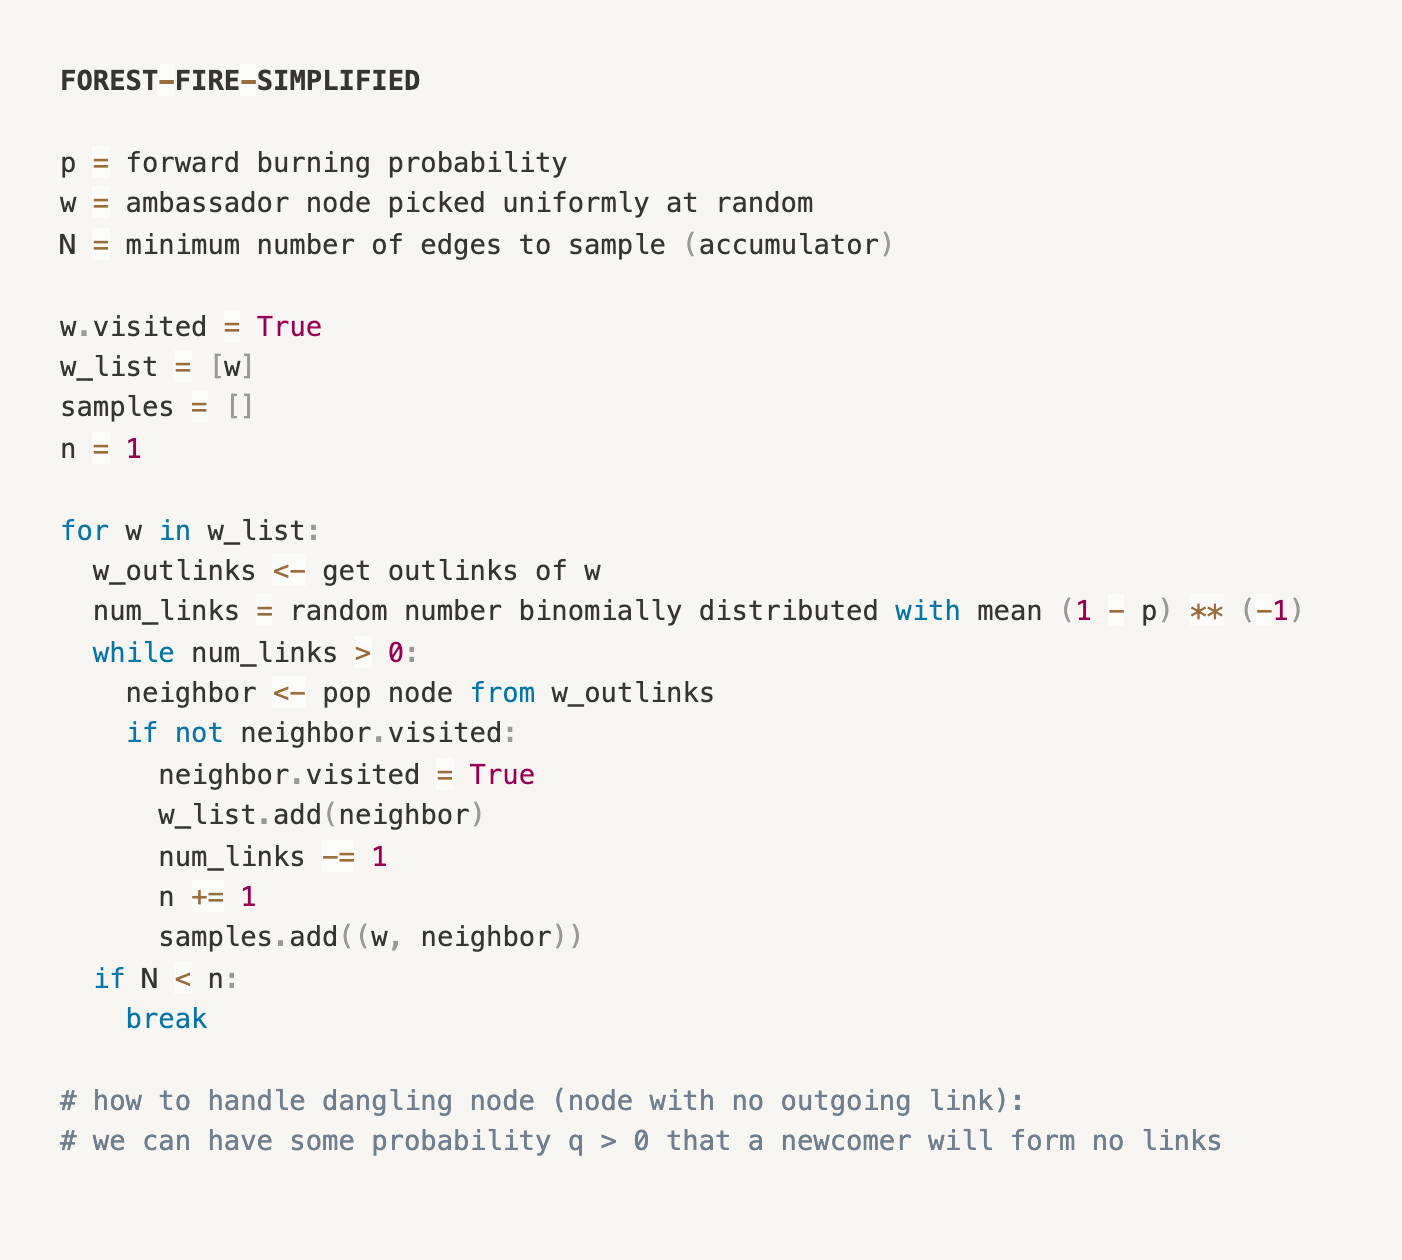 FOREST-FIRE-SIMPLIFIED
p = forward burning probability
w = ambassador node picked uniformly at random
N = minimum number of edges to sample (accumulator)
w.visited = True
w_list = [w]
samples = []
n = 1
for w in w_list:
  w_outlinks <- get outlinks of w
  num_links = random number binomially distributed with mean (1 - p) ** (-1)
  while num_links > 0:
    neighbor <- pop node from w_outlinks
    if not neighbor.visited:
      neighbor.visited = True
      w_list.add(neighbor)
      num_links -= 1
      n += 1
      samples.add((w, neighbor))
  if N < n:
    break
# how to handle dangling node (node with no outgoing link):
# we can have some probability q > 0 that a newcomer will form no links